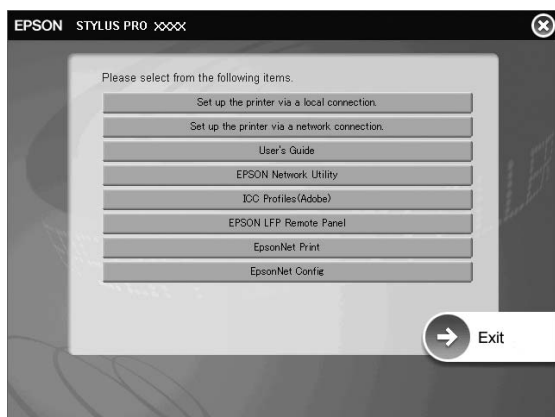 EPSON STYLUS PRO XXXX
Please select from the following items.
Set up the printer via a local connection.
Set up the printer via a network connection.
User's Guide
EPSON Network Utility
ICC Profiles(Adobe)
EPSON LFP Remote Panel
EpsonNet Print
EpsonNet Config
Exit